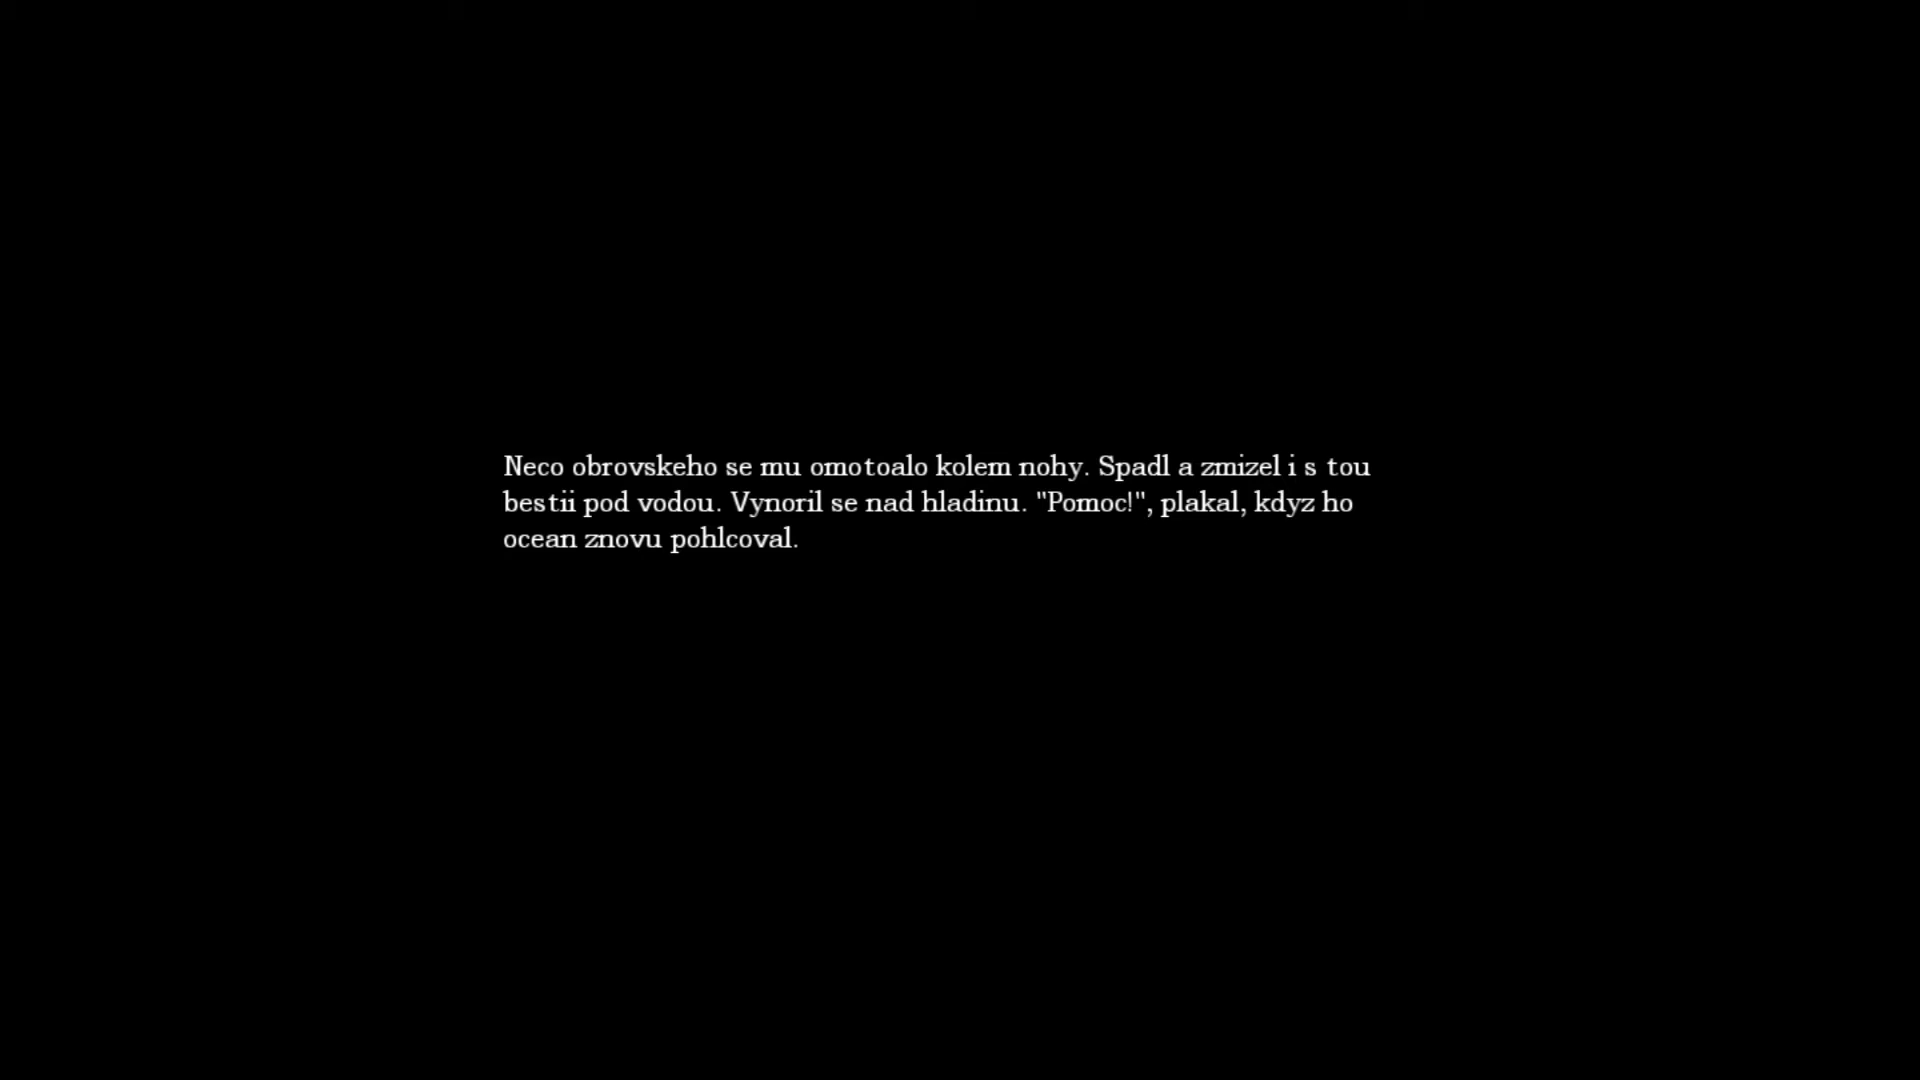 Neco obrovskeho se mu omotoalo kolem nohy. Spadl a zmizel i s tou
bestii pod vodou. Vynoril se nad hladinu. "Pomoc!", plakal, kdyz ho
ocean znovu pohlcoval.